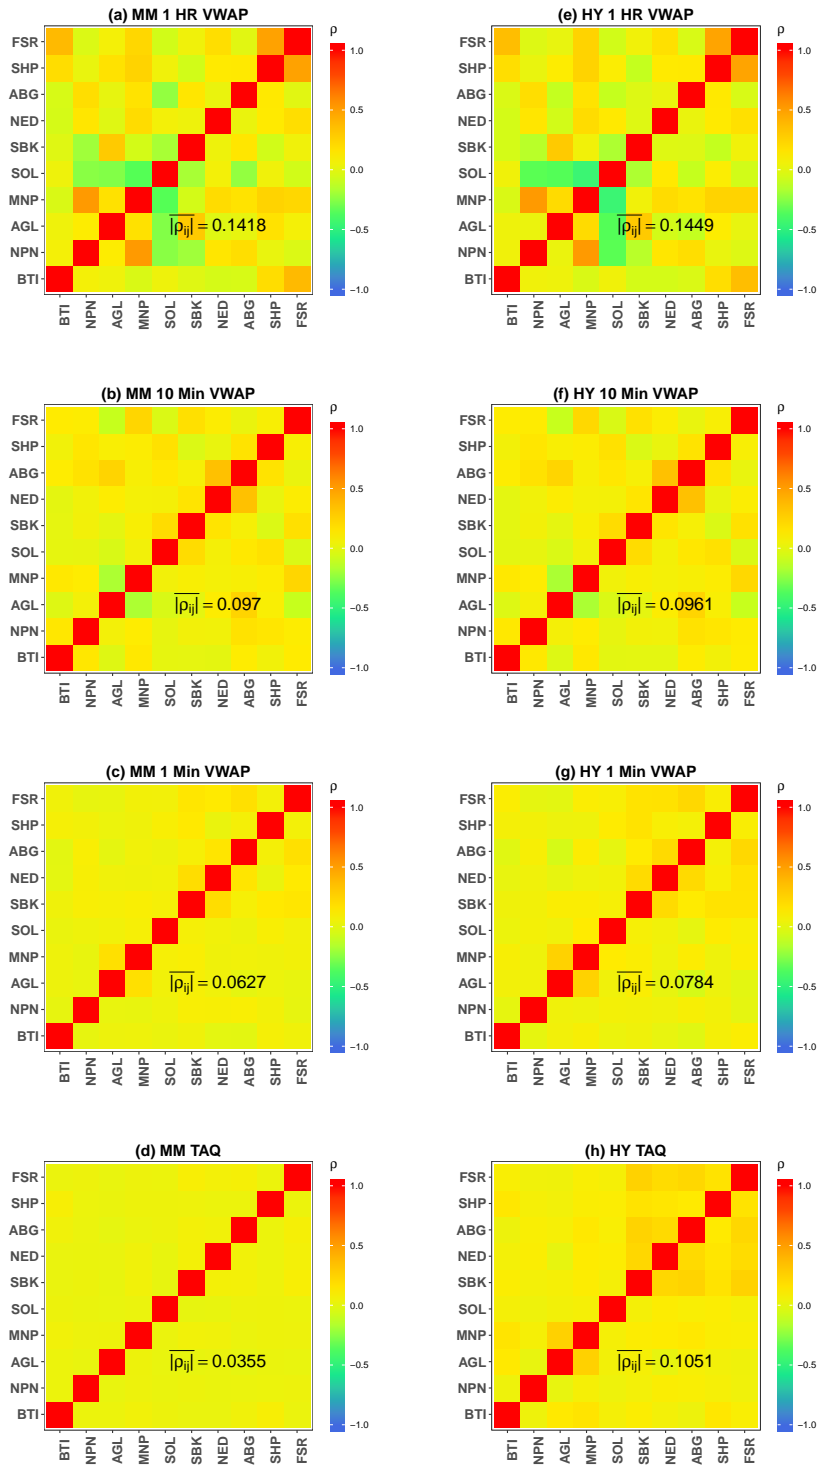 (a) MM 1 HR VWAP
FSR
SHP
ABG
NED
SBK
SOL
MNP
AGL
NPN
BTI
|ρij| = 0.1418
BTI NPN AGL MNP SOL SBK NED ABG SHP FSR
ρ
1.0
0.5
0.0
−0.5
−1.0
(e) HY 1 HR VWAP
FSR
SHP
ABG
NED
SBK
SOL
MNP
AGL
NPN
BTI
|ρij| = 0.1449
BTI NPN AGL MNP SOL SBK NED ABG SHP FSR
ρ
1.0
0.5
0.0
−0.5
−1.0
(b) MM 10 Min VWAP
FSR
SHP
ABG
NED
SBK
SOL
MNP
AGL
NPN
BTI
|ρij| = 0.097
BTI NPN AGL MNP SOL SBK NED ABG SHP FSR
ρ
1.0
0.5
0.0
−0.5
−1.0
(f) HY 10 Min VWAP
FSR
SHP
ABG
NED
SBK
SOL
MNP
AGL
NPN
BTI
|ρij| = 0.0961
BTI NPN AGL MNP SOL SBK NED ABG SHP FSR
ρ
1.0
0.5
0.0
−0.5
−1.0
(c) MM 1 Min VWAP
FSR
SHP
ABG
NED
SBK
SOL
MNP
AGL
NPN
BTI
|ρij| = 0.0627
BTI NPN AGL MNP SOL SBK NED ABG SHP FSR
ρ
1.0
0.5
0.0
−0.5
−1.0
(g) HY 1 Min VWAP
FSR
SHP
ABG
NED
SBK
SOL
MNP
AGL
NPN
BTI
|ρij| = 0.0784
BTI NPN AGL MNP SOL SBK NED ABG SHP FSR
ρ
1.0
0.5
0.0
−0.5
−1.0
(d) MM TAQ
FSR
SHP
ABG
NED
SBK
SOL
MNP
AGL
NPN
BTI
|ρij| = 0.0355
BTI NPN AGL MNP SOL SBK NED ABG SHP FSR
ρ
1.0
0.5
0.0
−0.5
−1.0
(h) HY TAQ
FSR
SHP
ABG
NED
SBK
SOL
MNP
AGL
NPN
BTI
|ρij| = 0.1051
BTI NPN AGL MNP SOL SBK NED ABG SHP FSR
ρ
1.0
0.5
0.0
−0.5
−1.0